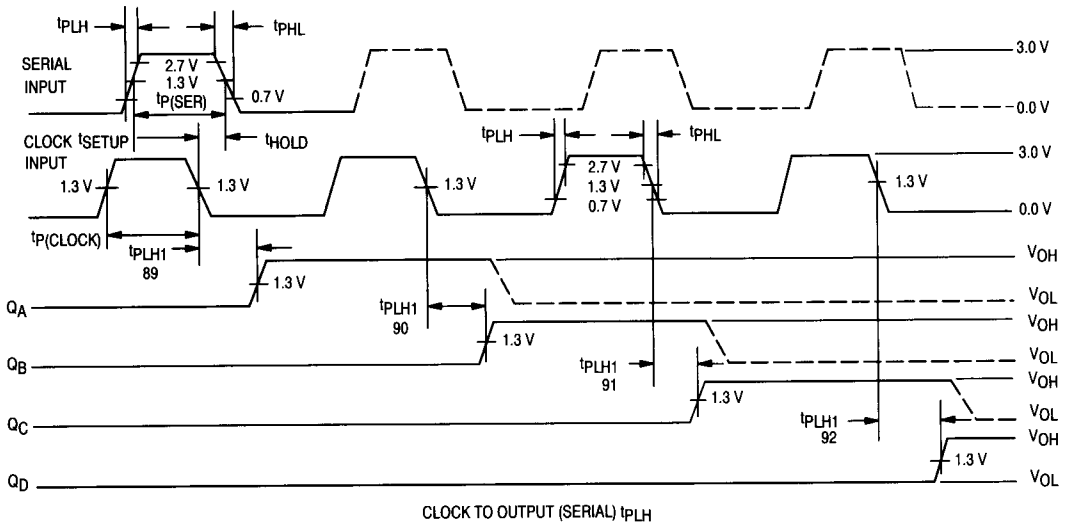 tPLH
tPHL
SERIAL
INPUT
2.7 V
1.3 V
tP(SER)
0.7 V
3.0 V
0.0 V
CLOCK tSETUP
INPUT
tHOLD
tPLH
tPHL
1.3 V
1.3 V
1.3 V
2.7 V
1.3 V
0.7 V
1.3 V
3.0 V
0.0 V
tP(CLOCK)
tPLH1
89
1.3 V
VOH
QA
tPLH1
90
VOL
VOH
1.3 V
QB
tPLH1
91
VOL
VOH
1.3 V
QC
tPLH1
92
VOL
VOH
1.3 V
QD
VOL
CLOCK TO OUTPUT (SERIAL) tPLH